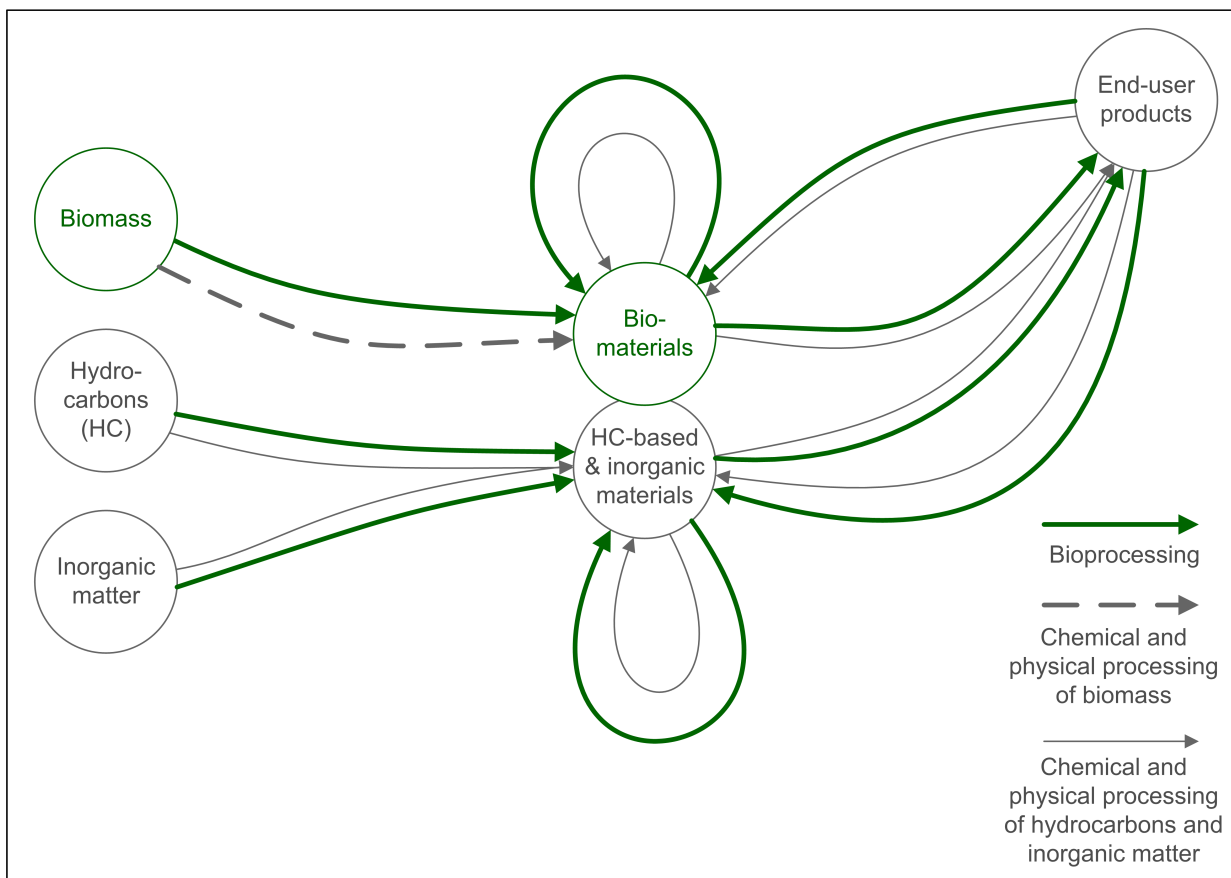 End-user
products
Biomass
Bio-
materials
Hydro-
carbons
(HC)
HC-based
& inorganic
materials
Inorganic
matter
Bioprocessing
Chemical and
physical processing
of biomass
Chemical and
physical processing
of hydrocarbons and
inorganic matter